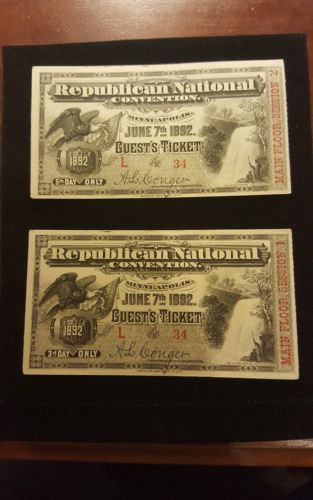 Republican National
CONVENTION.
MINNEAPOLIS.
JUNE 7th 1892.
GUEST'S TICKET
L No 34
1892
5th DAY ONLY
A.L. Conger
MAIN FLOOR, SESSION 2
Republican National
CONVENTION.
MINNEAPOLIS.
JUNE 7th 1892.
GUEST'S TICKET
L No 34
1892
3rd DAY ONLY
A.L. Conger
MAIN FLOOR, SESSION 1